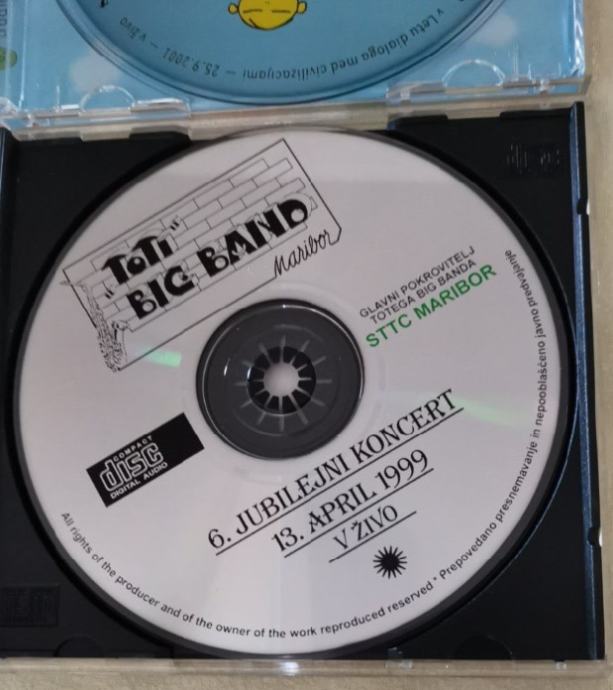 v Letu dialoga med civilizacijami – 25.9.2001 – v živo
"TOTI"
BIG BAND
Maribor
GLAVNI POKROVITELJ
TOTEGA BIG BANDA
STTC MARIBOR
COMPACT
disc
DIGITAL AUDIO
6. JUBILEJNI KONCERT
13. APRIL 1999
V ŽIVO
All rights of the producer and of the owner of the work reproduced reserved * Prepovedano presnemavanje in nepooblaščeno javno predvajanje